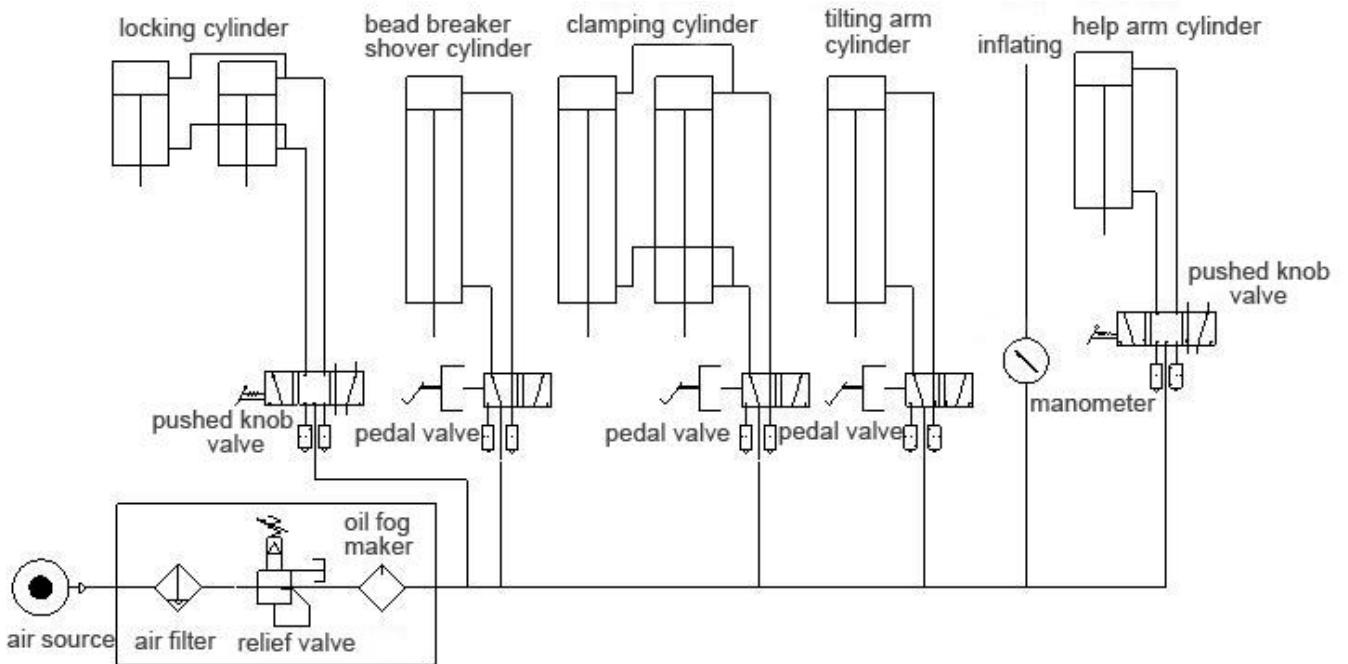 locking cylinder
bead breaker
shover cylinder
clamping cylinder
tilting arm
cylinder
inflating
help arm cylinder
pushed knob
valve
manometer
pushed knob
valve
pedal valve
pedal valve
pedal valve
oil fog
maker
air source
air filter
relief valve